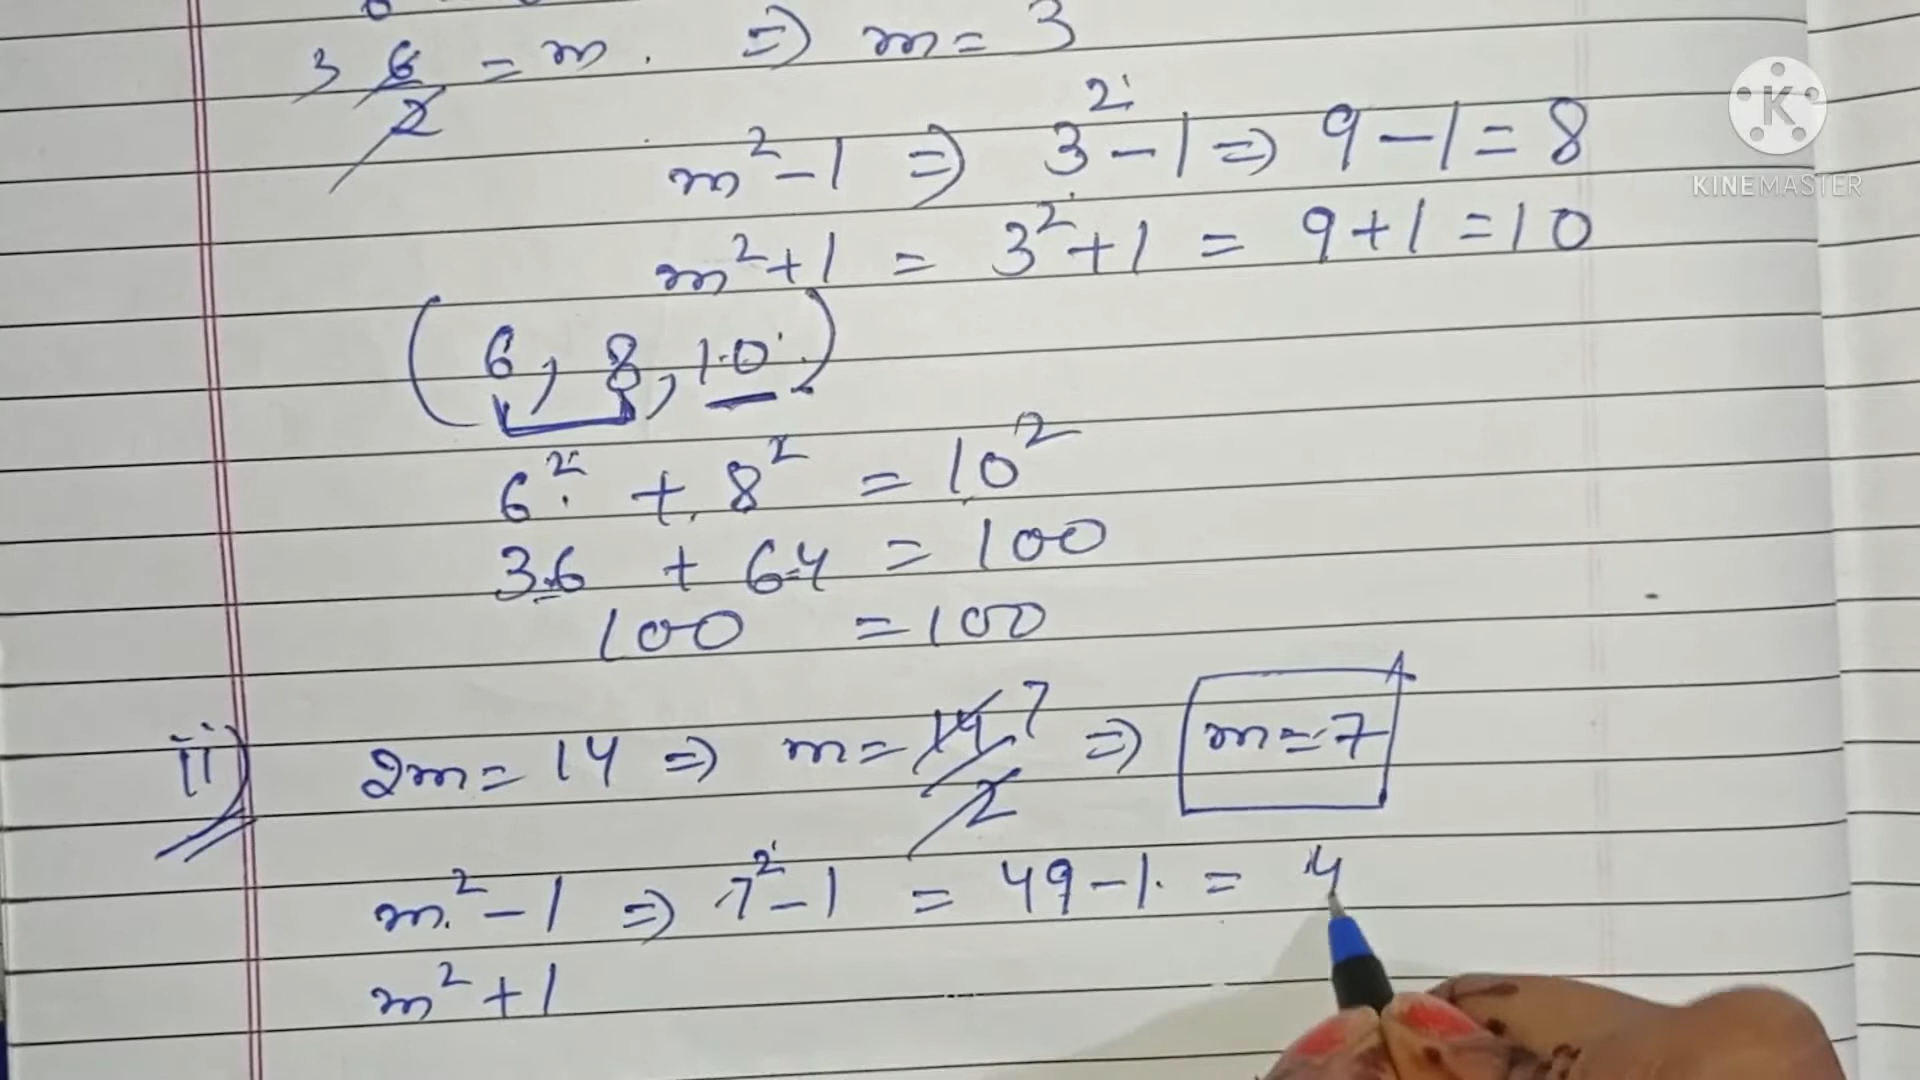 3 6/2 = m. => m = 3
m² - 1 => 3² - 1 => 9 - 1 = 8
KINEMASTER
m² + 1 = 3² + 1 = 9 + 1 = 10
(6, 8, 10)
6² + 8² = 10²
36 + 64 = 100
100 = 100
ii) 2m = 14 => m = 14/2 7 => m = 7
m² - 1 => 7² - 1 = 49 - 1 = 4
m² + 1